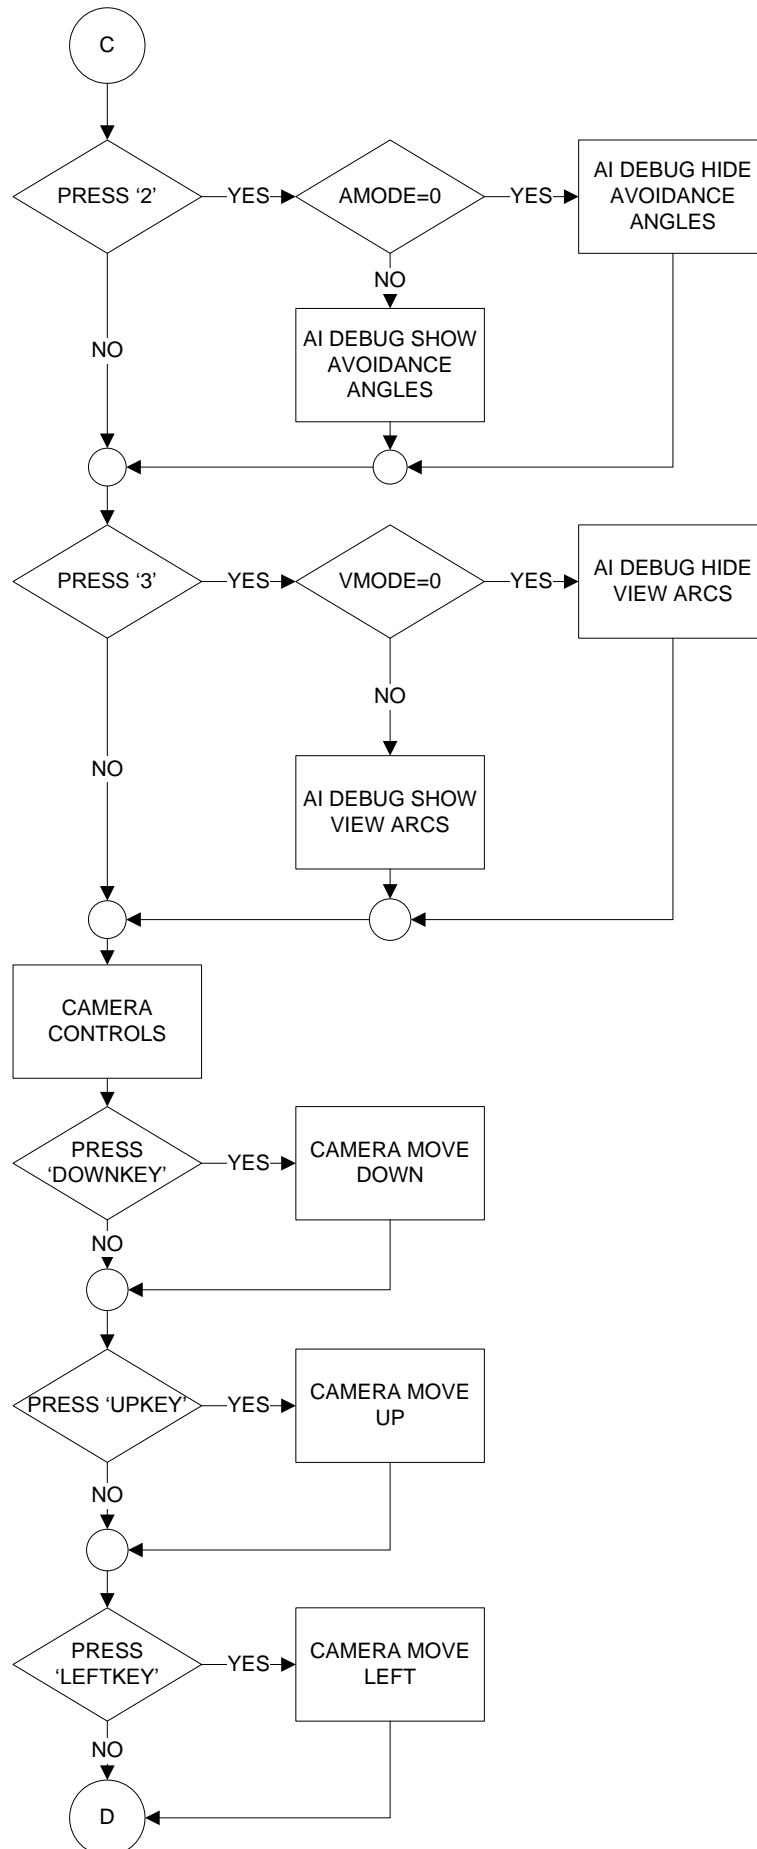 C
PRESS ‘2’
YES
AMODE=0
YES
AI DEBUG HIDE
AVOIDANCE
ANGLES
NO
AI DEBUG SHOW
AVOIDANCE
ANGLES
NO
PRESS ‘3’
YES
VMODE=0
YES
AI DEBUG HIDE
VIEW ARCS
NO
AI DEBUG SHOW
VIEW ARCS
NO
CAMERA
CONTROLS
PRESS
‘DOWNKEY’
YES
CAMERA MOVE
DOWN
NO
PRESS ‘UPKEY’
YES
CAMERA MOVE
UP
NO
PRESS
‘LEFTKEY’
YES
CAMERA MOVE
LEFT
NO
D